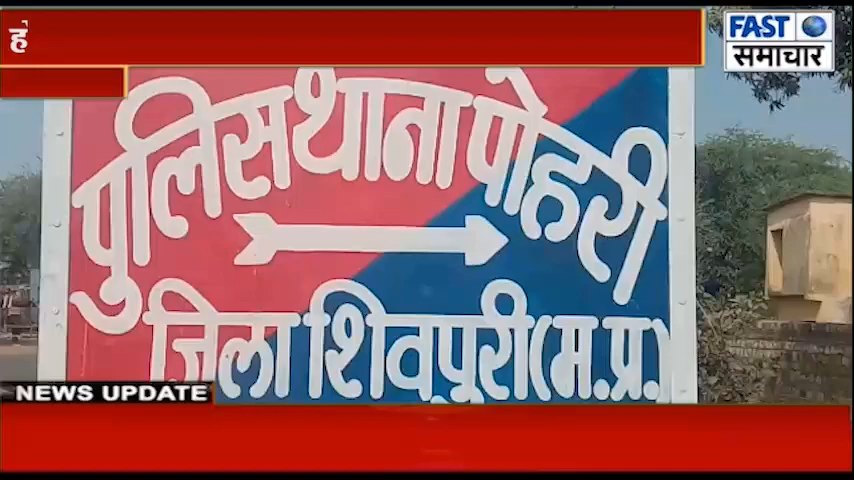 ह
FAST
समाचार
पुलिस थाना पोहरी
जिला शिवपुरी (म.प्र.)
NEWS UPDATE